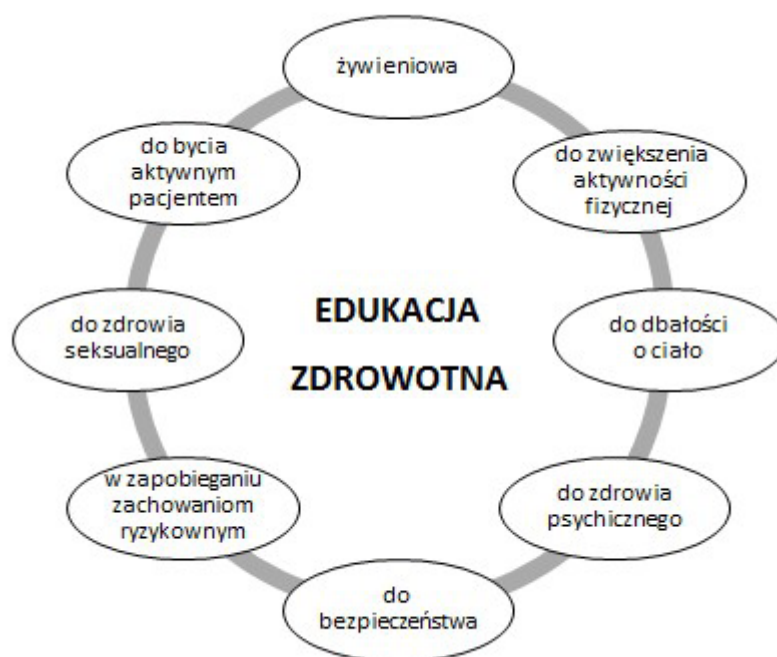 żywieniowa
do zwiększenia
aktywności
fizycznej
do dbałości
o ciało
do zdrowia
psychicznego
do
bezpieczeństwa
w zapobieganiu
zachowaniom
ryzykownym
do zdrowia
seksualnego
do bycia
aktywnym
pacjentem
EDUKACJA
ZDROWOTNA